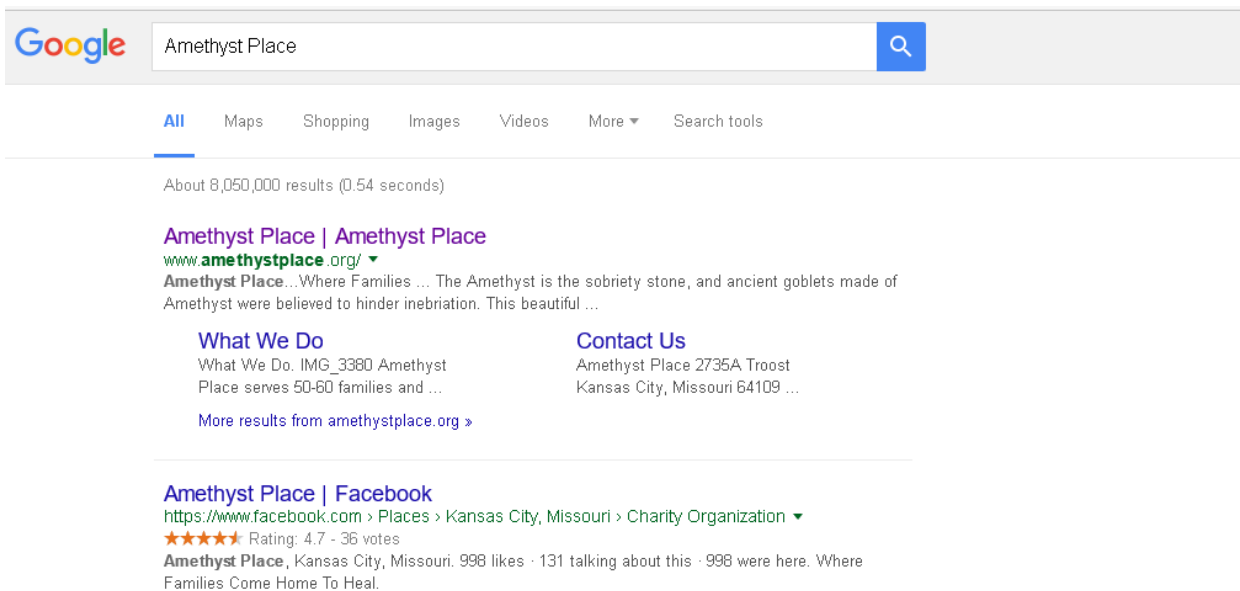 Google Amethyst Place
All Maps Shopping Images Videos More Search tools
About 8,050,000 results (0.54 seconds)
Amethyst Place | Amethyst Place
www.amethystplace.org/
Amethyst Place...Where Families ... The Amethyst is the sobriety stone, and ancient goblets made of
Amethyst were believed to hinder inebriation. This beautiful ...
What We Do
What We Do. IMG_3380 Amethyst
Place serves 50-60 families and ...
Contact Us
Amethyst Place 2735A Troost
Kansas City, Missouri 64109 ...
More results from amethystplace.org »
Amethyst Place | Facebook
https://www.facebook.com › Places › Kansas City, Missouri › Charity Organization
Rating: 4.7 - 36 votes
Amethyst Place, Kansas City, Missouri. 998 likes · 131 talking about this · 998 were here. Where
Families Come Home To Heal.